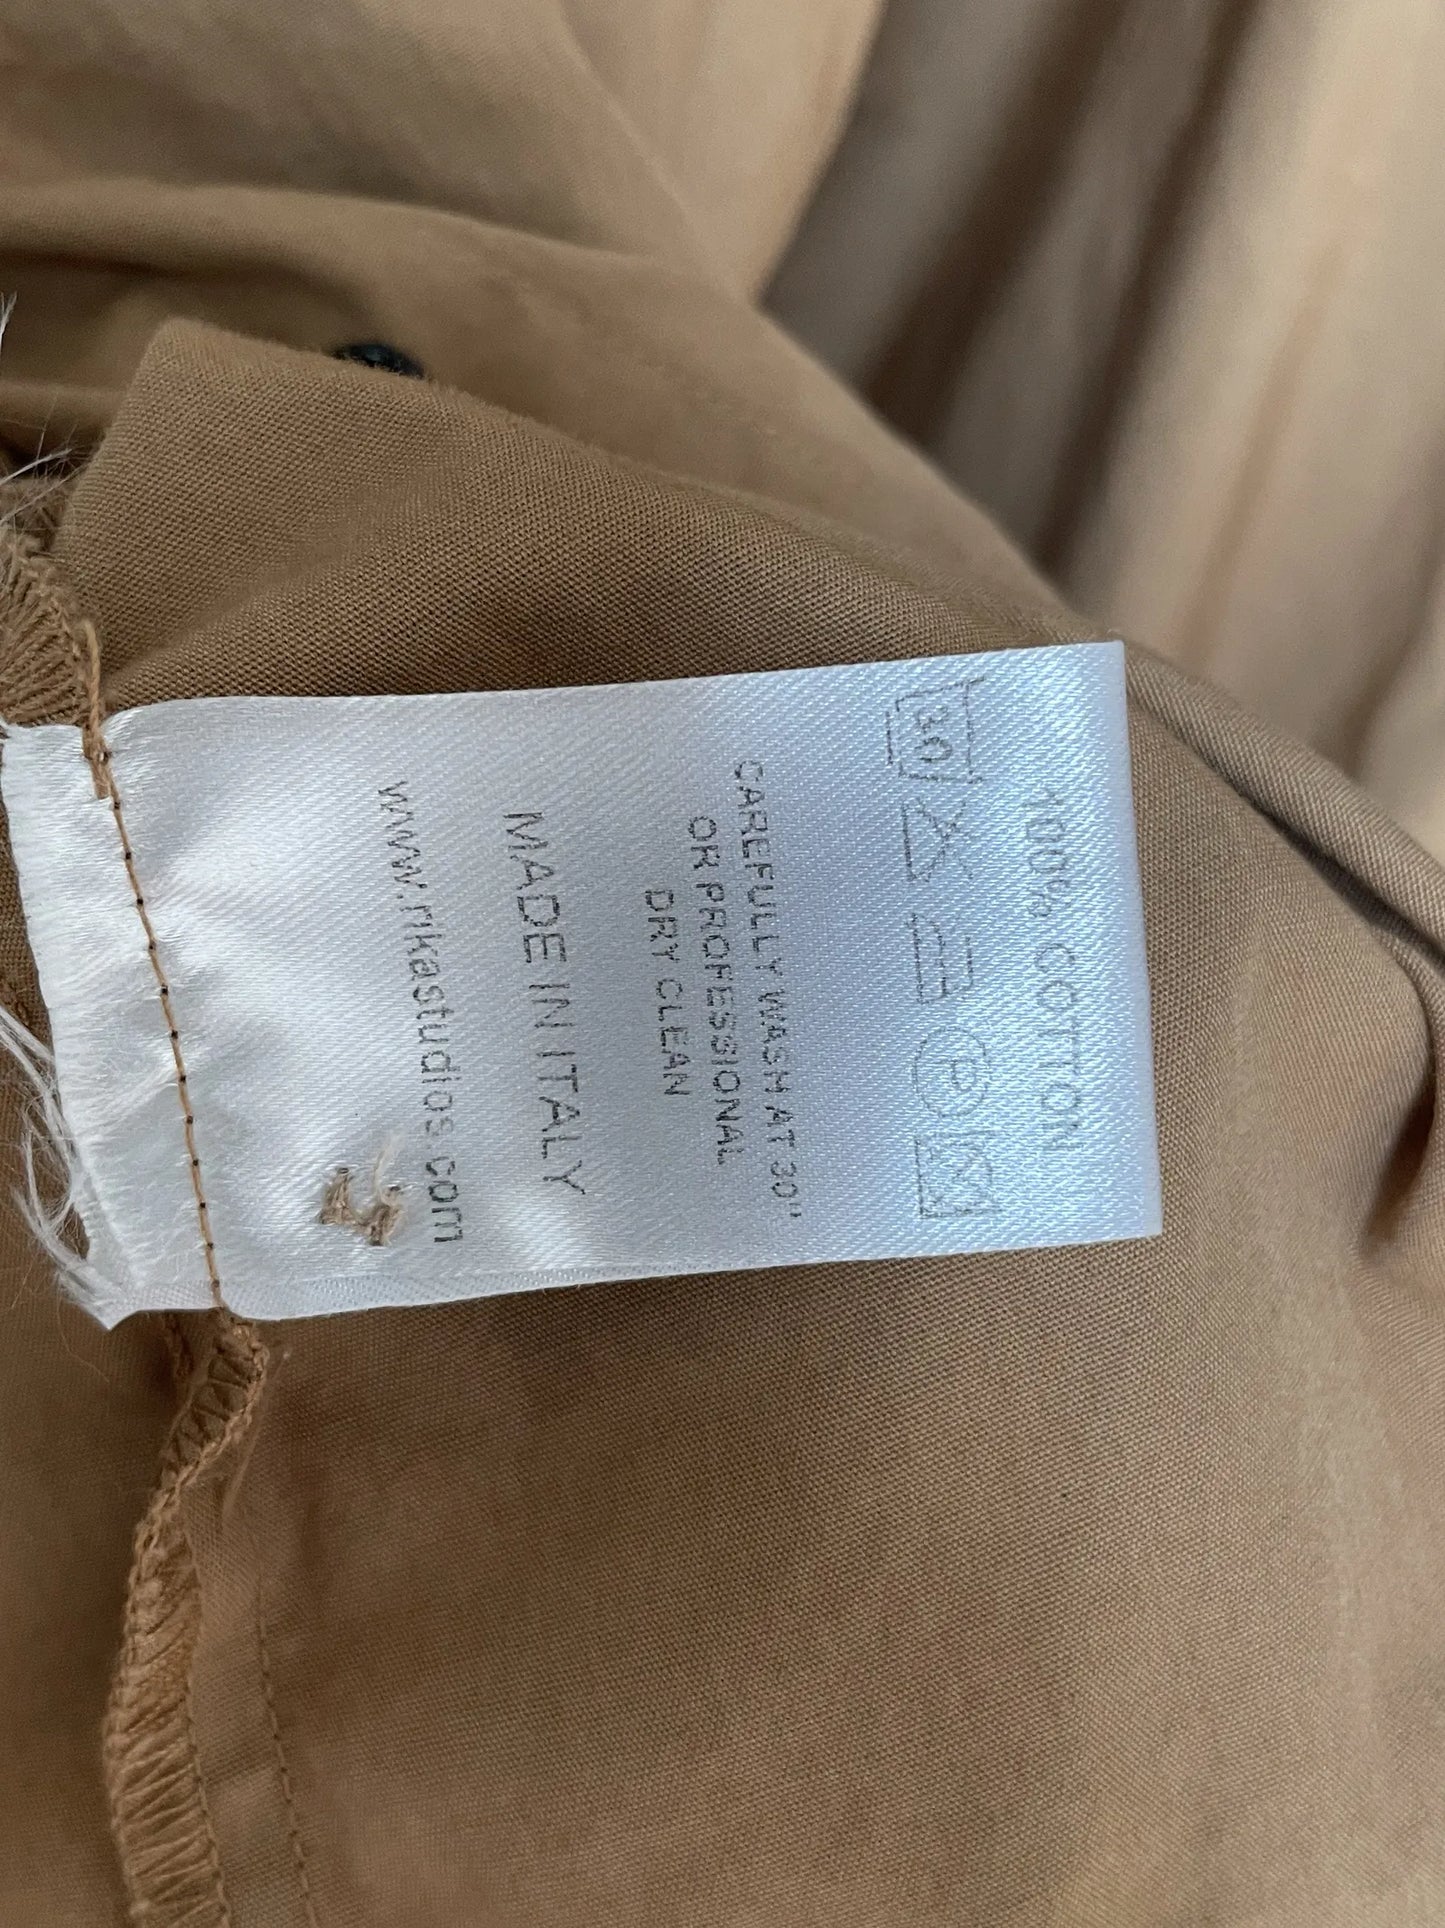 100% COTTON
30 P
CAREFULLY WASH AT 30"
OR PROFESSIONAL
DRY CLEAN
MADE IN ITALY
www.rikastudios.com